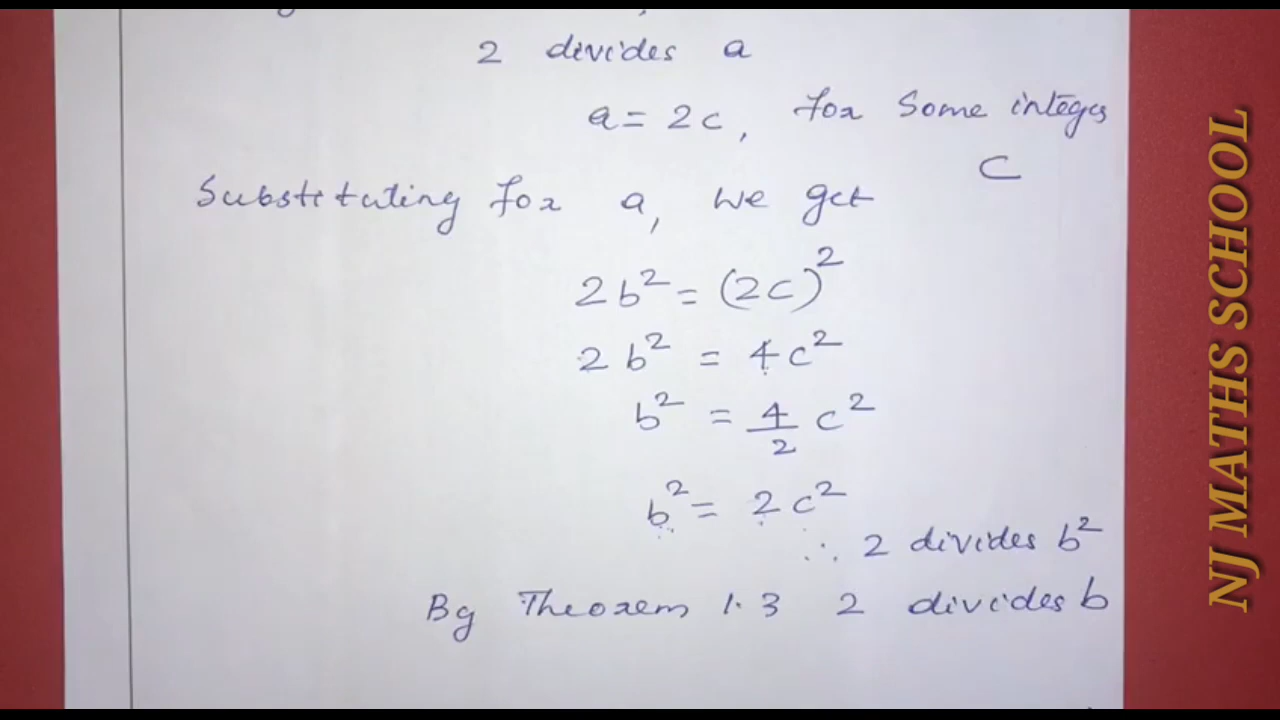 2 divides a
a = 2c, for some integer
c
Substituting for a, we get
2b² = (2c)²
2b² = 4c²
b² = 4/2 c²
b² = 2c²
∴ 2 divides b²
By Theorem 1.3 2 divides b
NJ MATHS SCHOOL